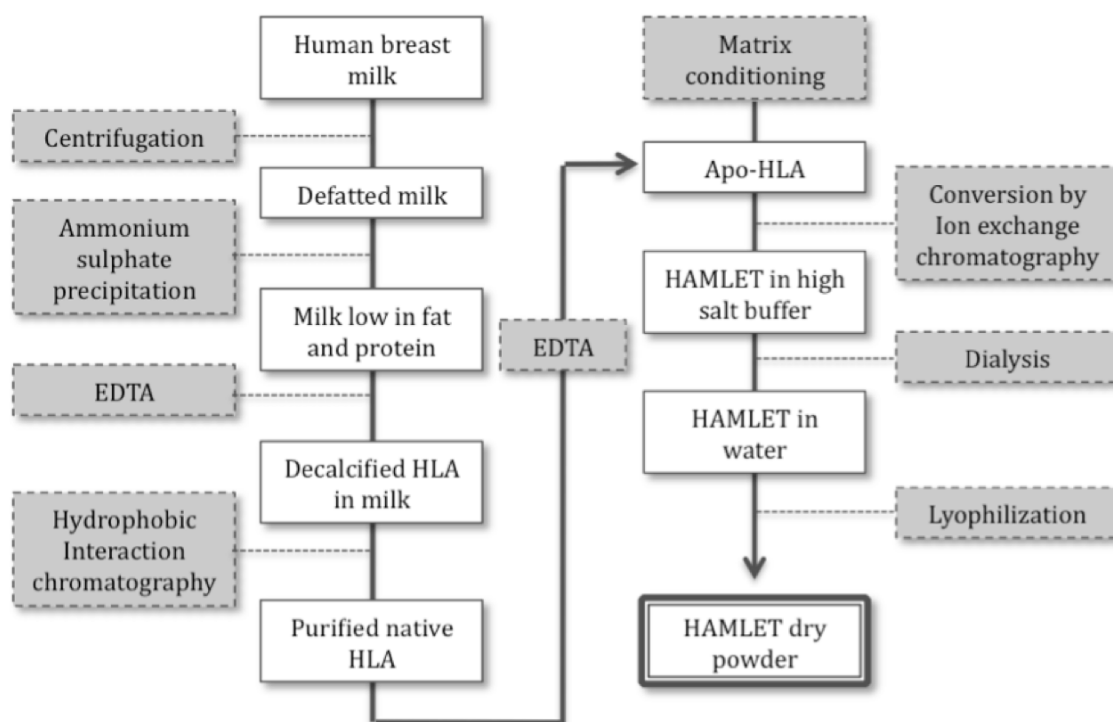 Human breast
milk
Centrifugation
Defatted milk
Ammonium
sulphate
precipitation
Milk low in fat
and protein
EDTA
Decalcified HLA
in milk
Hydrophobic
Interaction
chromatography
Purified native
HLA
EDTA
Matrix
conditioning
Apo-HLA
Conversion by
Ion exchange
chromatography
HAMLET in high
salt buffer
Dialysis
HAMLET in
water
Lyophilization
HAMLET dry
powder